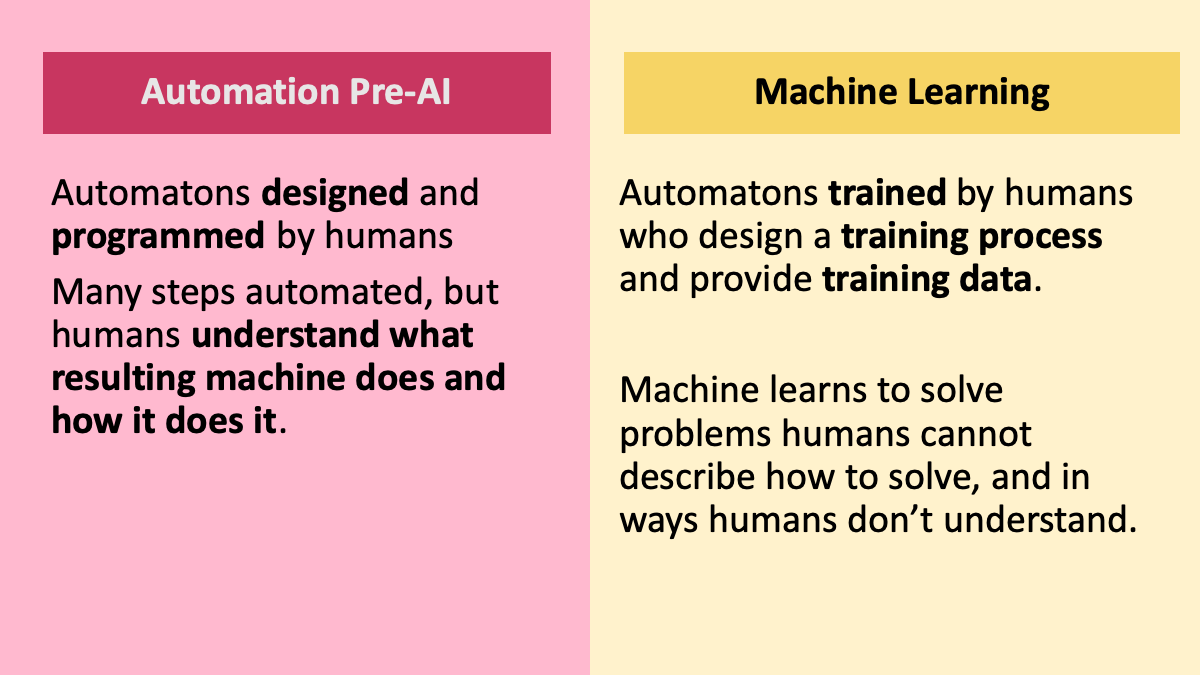 Automation Pre-AI
Automatons designed and
programmed by humans
Many steps automated, but
humans understand what
resulting machine does and
how it does it.
Machine Learning
Automatons trained by humans
who design a training process
and provide training data.
Machine learns to solve
problems humans cannot
describe how to solve, and in
ways humans don’t understand.